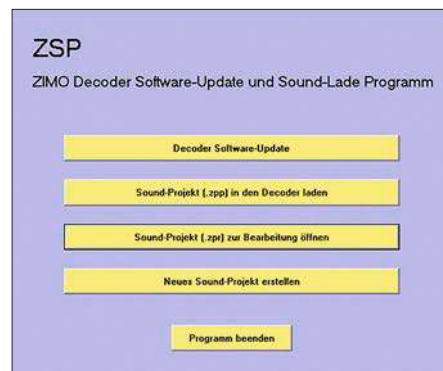 ZSP
ZIMO Decoder Software-Update und Sound-Lade Programm
Decoder Software-Update
Sound-Projekt (.zpp) in den Decoder laden
Sound-Projekt (.zpr) zur Bearbeitung öffnen
Neues Sound-Projekt erstellen
Programm beenden